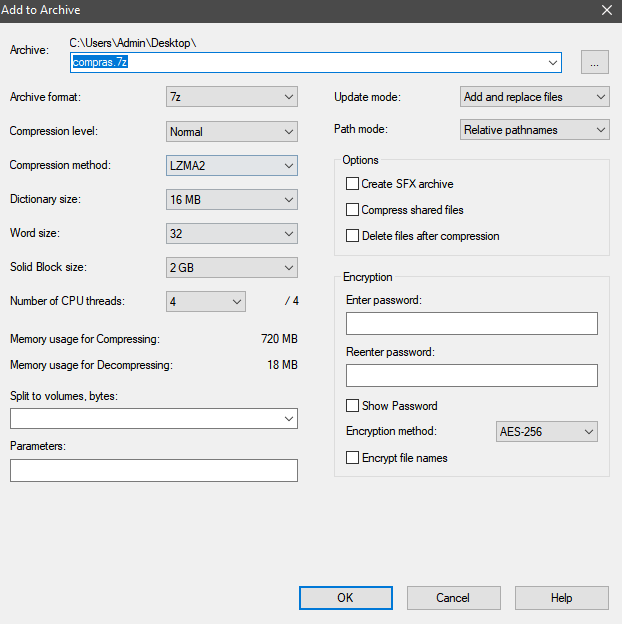 Add to Archive
Archive:
C:\Users\Admin\Desktop\
compras.7z
...
Archive format:
7z
Compression level:
Normal
Compression method:
LZMA2
Dictionary size:
16 MB
Word size:
32
Solid Block size:
2 GB
Number of CPU threads:
4
/ 4
Memory usage for Compressing:
720 MB
Memory usage for Decompressing:
18 MB
Split to volumes, bytes:
Parameters:
Update mode:
Add and replace files
Path mode:
Relative pathnames
Options
Create SFX archive
Compress shared files
Delete files after compression
Encryption
Enter password:
Reenter password:
Show Password
Encryption method:
AES-256
Encrypt file names
OK
Cancel
Help